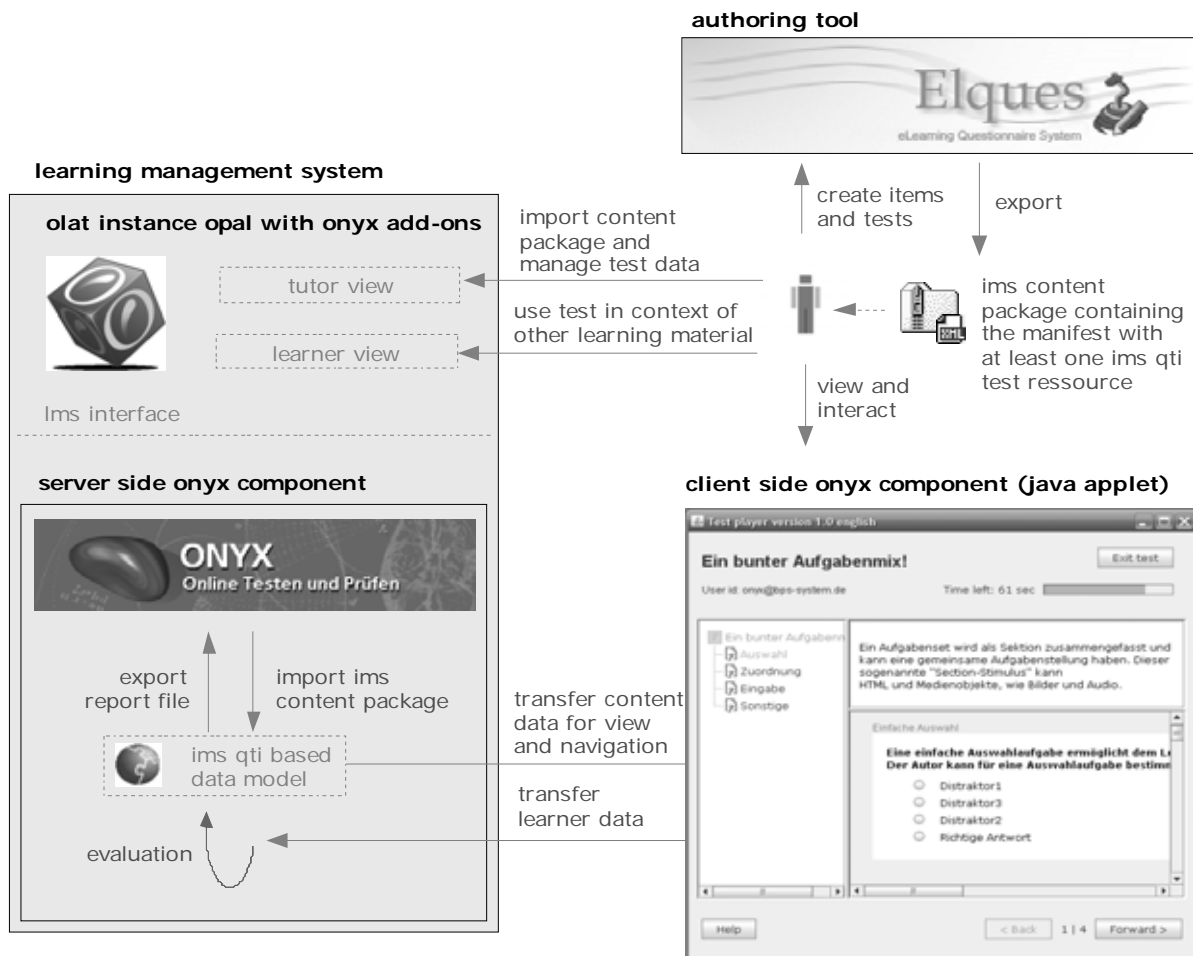 authoring tool
Elques
eLearning Questionnaire System
learning management system
olat instance opal with onyx add-ons
tutor view
learner view
lms interface
import content
package and
manage test data
use test in context of
other learning material
create items
and tests
export
ims content
package containing
the manifest with
at least one ims qti
test ressource
XML
view and
interact
server side onyx component
ONYX
Online Testen und Prüfen
export
report file
import ims
content package
ims qti based
data model
evaluation
transfer content
data for view
and navigation
transfer
learner data
client side onyx component (java applet)
Test player version 1.0 english
Ein bunter Aufgabenmix!
Exit test
User id: onyx@bps-system.de
Time left: 61 sec
Ein bunter Aufgabenm
Auswahl
Zuordnung
Eingabe
Sonstige
Ein Aufgabenset wird als Sektion zusammengefasst und
kann eine gemeinsame Aufgabenstellung haben. Dieser
sogenannte "Section-Stimulus" kann
HTML und Medienobjekte, wie Bilder und Audio.
Einfache Auswahl
Eine einfache Auswahlaufgabe ermöglicht dem L
Der Autor kann für eine Auswahlaufgabe bestimm
Distraktor1
Distraktor3
Distraktor2
Richtige Antwort
Help
< Back
1 | 4
Forward >